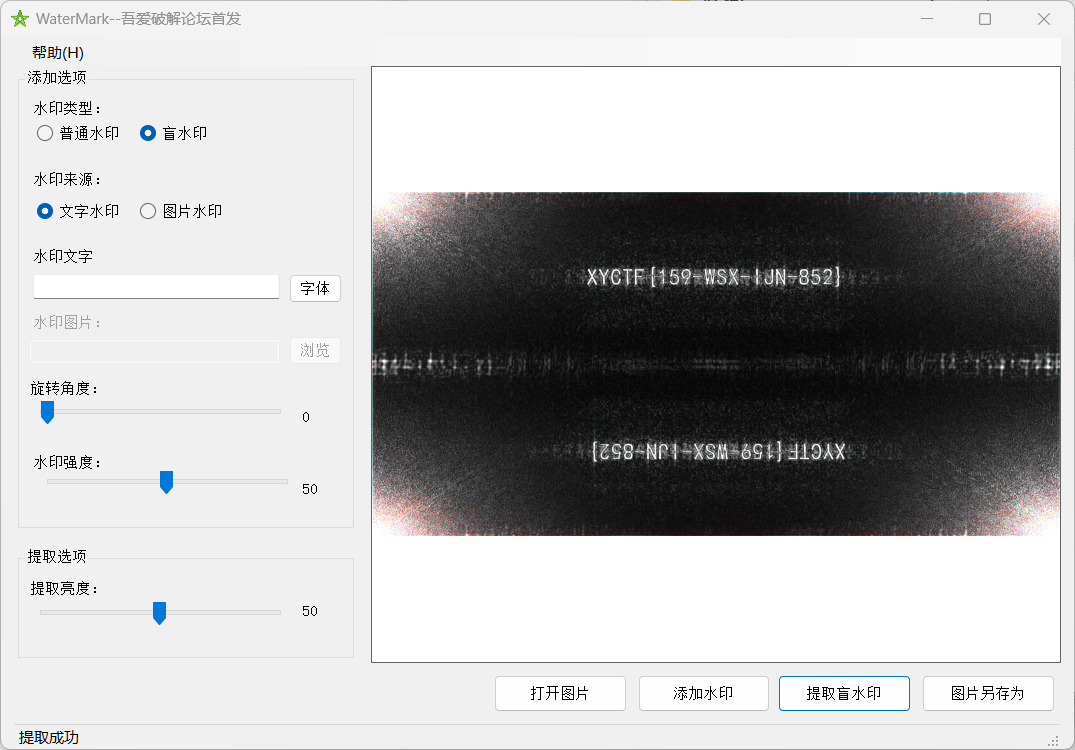 WaterMark--吾爱破解论坛首发
帮助(H)
添加选项
水印类型：
普通水印 盲水印
水印来源：
文字水印 图片水印
水印文字
字体
水印图片：
浏览
旋转角度：
0
水印强度：
50
提取选项
提取亮度：
50
XYCTF{159-WSX-IJN-852}
XYCTF{159-WSX-IJN-852}
打开图片 添加水印 提取盲水印 图片另存为
提取成功